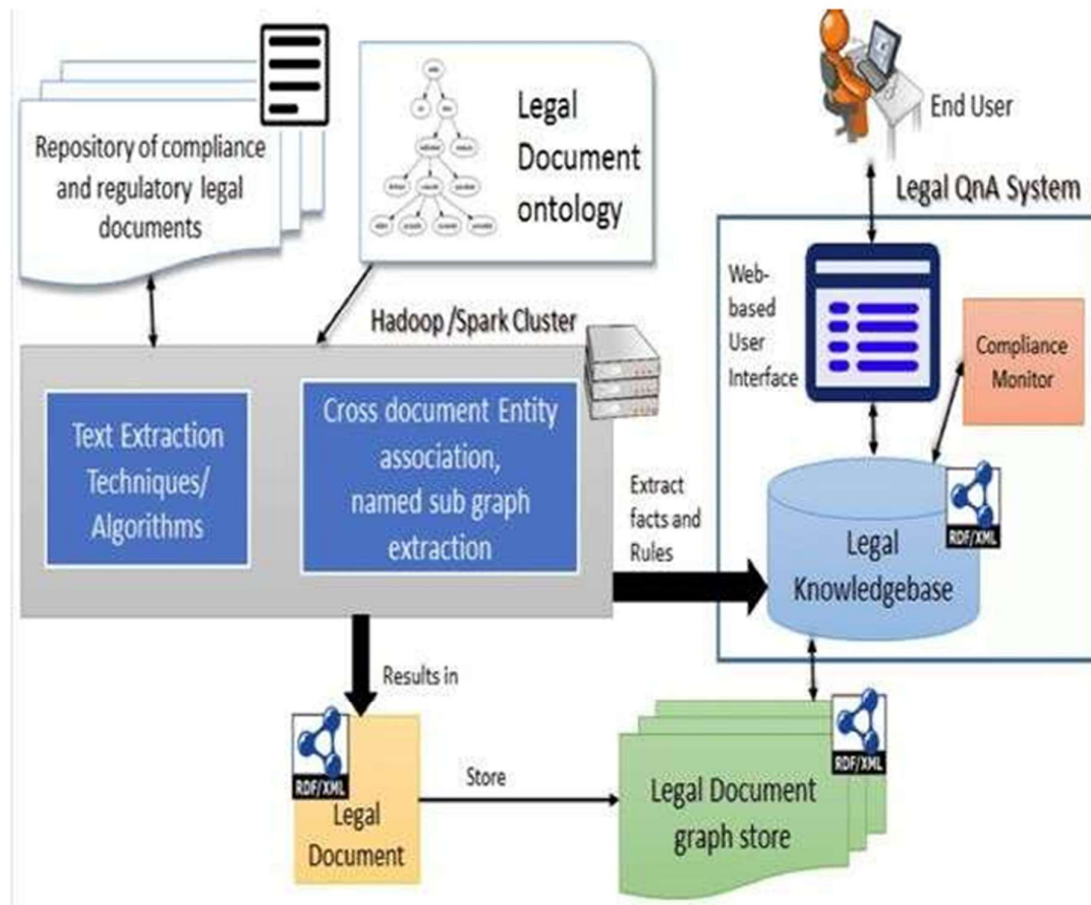 Repository of compliance
and regulatory legal
documents
Legal
Document
ontology
End User
Legal QnA System
Web-
based
User
Interface
Compliance
Monitor
Hadoop /Spark Cluster
Text Extraction
Techniques/
Algorithms
Cross document Entity
association,
named sub graph
extraction
Extract
facts and
Rules
RDF/XML
Legal
Knowledgebase
Results in
RDF/XML
Legal
Document
Store
RDF/XML
Legal Document
graph store